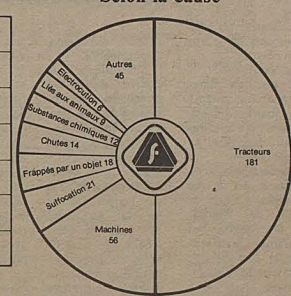 Selon la cause
Autres
45
Electrocution 6
Liés aux animaux 9
Substances chimiques 12
Chutes 14
Frappés par un objet 18
Suffocation 21
Machines
56
Tracteurs
181
f